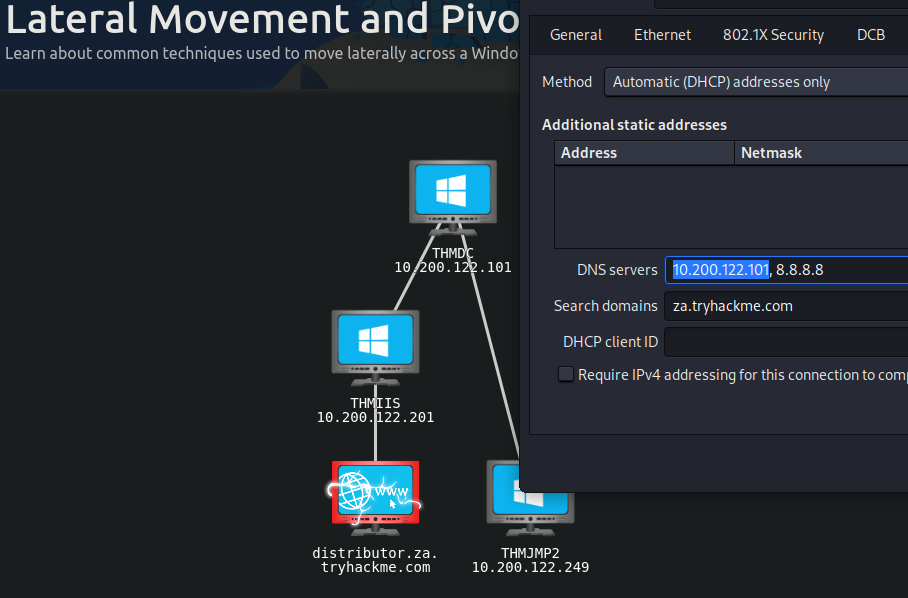 Lateral Movement and Pivo
Learn about common techniques used to move laterally across a Windo
THMDC
10.200.122.101
THMIIS
10.200.122.201
www
distributor.za.
tryhackme.com
THMJMP2
10.200.122.249
General Ethernet 802.1X Security DCB
Method Automatic (DHCP) addresses only
Additional static addresses
Address Netmask
DNS servers 10.200.122.101, 8.8.8.8
Search domains za.tryhackme.com
DHCP client ID
Require IPv4 addressing for this connection to comp